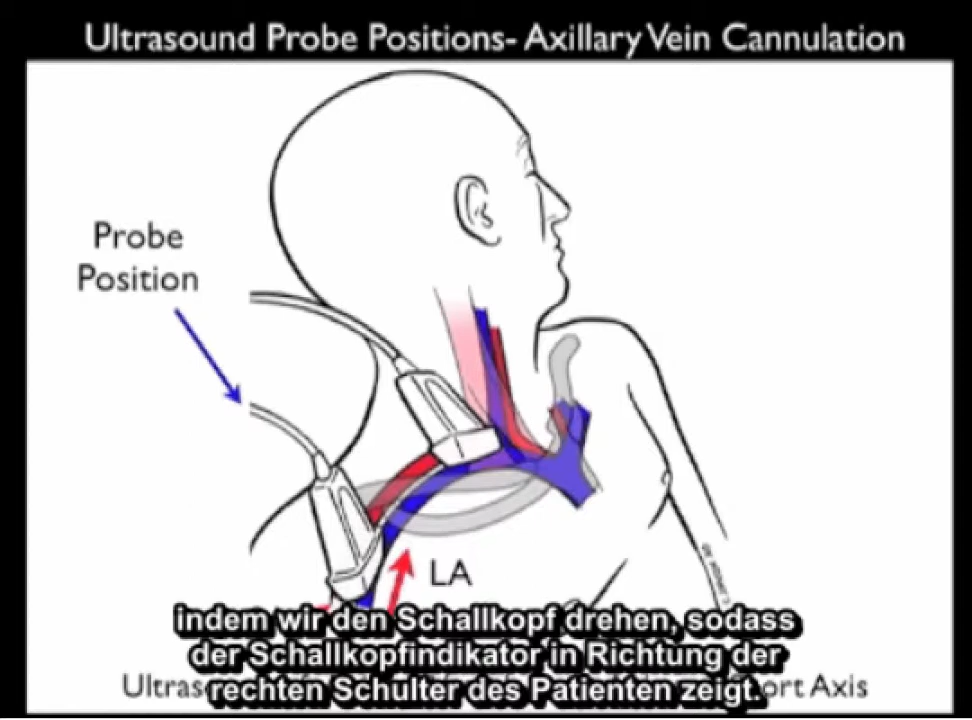 Ultrasound Probe Positions- Axillary Vein Cannulation
Probe
Position
LA
indem wir den Schallkopf drehen, sodass
der Schallkopfindikator in Richtung der
rechten Schulter des Patienten zeigt.
Axis